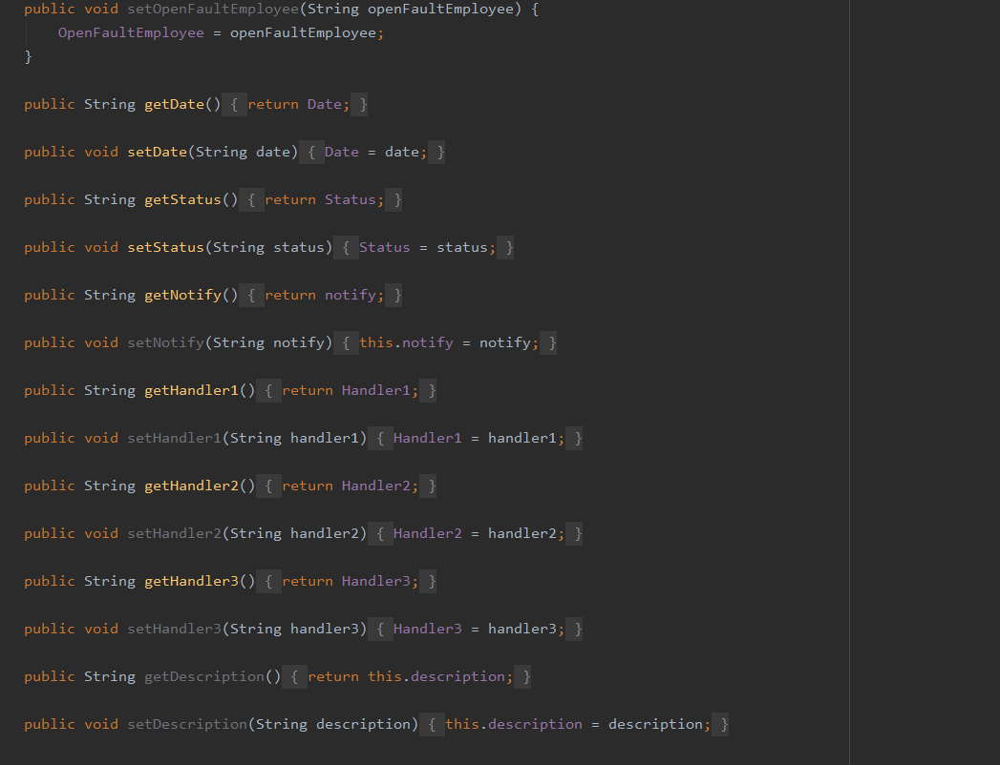 public void setOpenFaultEmployee(String openFaultEmployee) {
OpenFaultEmployee = openFaultEmployee;
}
public String getDate() { return Date; }
public void setDate(String date) { Date = date; }
public String getStatus() { return Status; }
public void setStatus(String status) { Status = status; }
public String getNotify() { return notify; }
public void setNotify(String notify) { this.notify = notify; }
public String getHandler1() { return Handler1; }
public void setHandler1(String handler1) { Handler1 = handler1; }
public String getHandler2() { return Handler2; }
public void setHandler2(String handler2) { Handler2 = handler2; }
public String getHandler3() { return Handler3; }
public void setHandler3(String handler3) { Handler3 = handler3; }
public String getDescription() { return this.description; }
public void setDescription(String description) { this.description = description; }